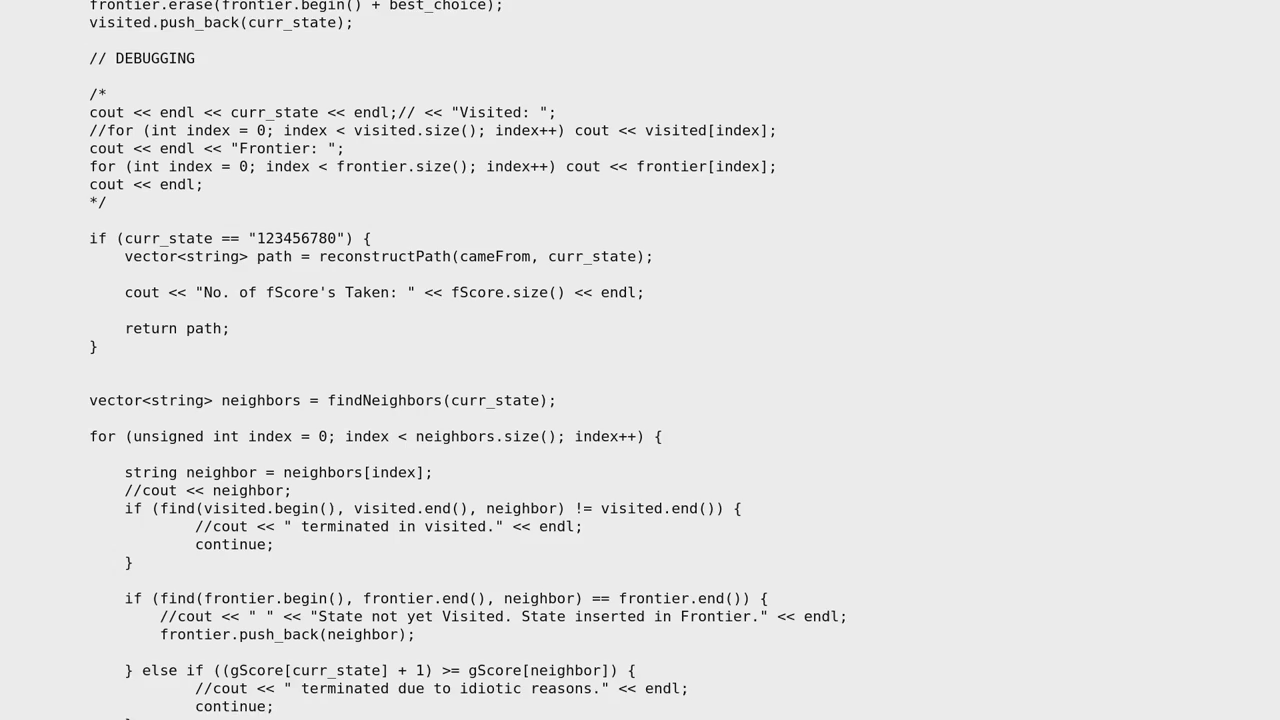 frontier.erase(frontier.begin() + best_choice);
visited.push_back(curr_state);
// DEBUGGING
/*
cout << endl << curr_state << endl;// << "Visited: ";
//for (int index = 0; index < visited.size(); index++) cout << visited[index];
cout << endl << "Frontier: ";
for (int index = 0; index < frontier.size(); index++) cout << frontier[index];
cout << endl;
*/
if (curr_state == "123456780") {
vector<string> path = reconstructPath(cameFrom, curr_state);
cout << "No. of fScore's Taken: " << fScore.size() << endl;
return path;
}
vector<string> neighbors = findNeighbors(curr_state);
for (unsigned int index = 0; index < neighbors.size(); index++) {
string neighbor = neighbors[index];
//cout << neighbor;
if (find(visited.begin(), visited.end(), neighbor) != visited.end()) {
//cout << " terminated in visited." << endl;
continue;
}
if (find(frontier.begin(), frontier.end(), neighbor) == frontier.end()) {
//cout << " " << "State not yet Visited. State inserted in Frontier." << endl;
frontier.push_back(neighbor);
} else if ((gScore[curr_state] + 1) >= gScore[neighbor]) {
//cout << " terminated due to idiotic reasons." << endl;
continue;